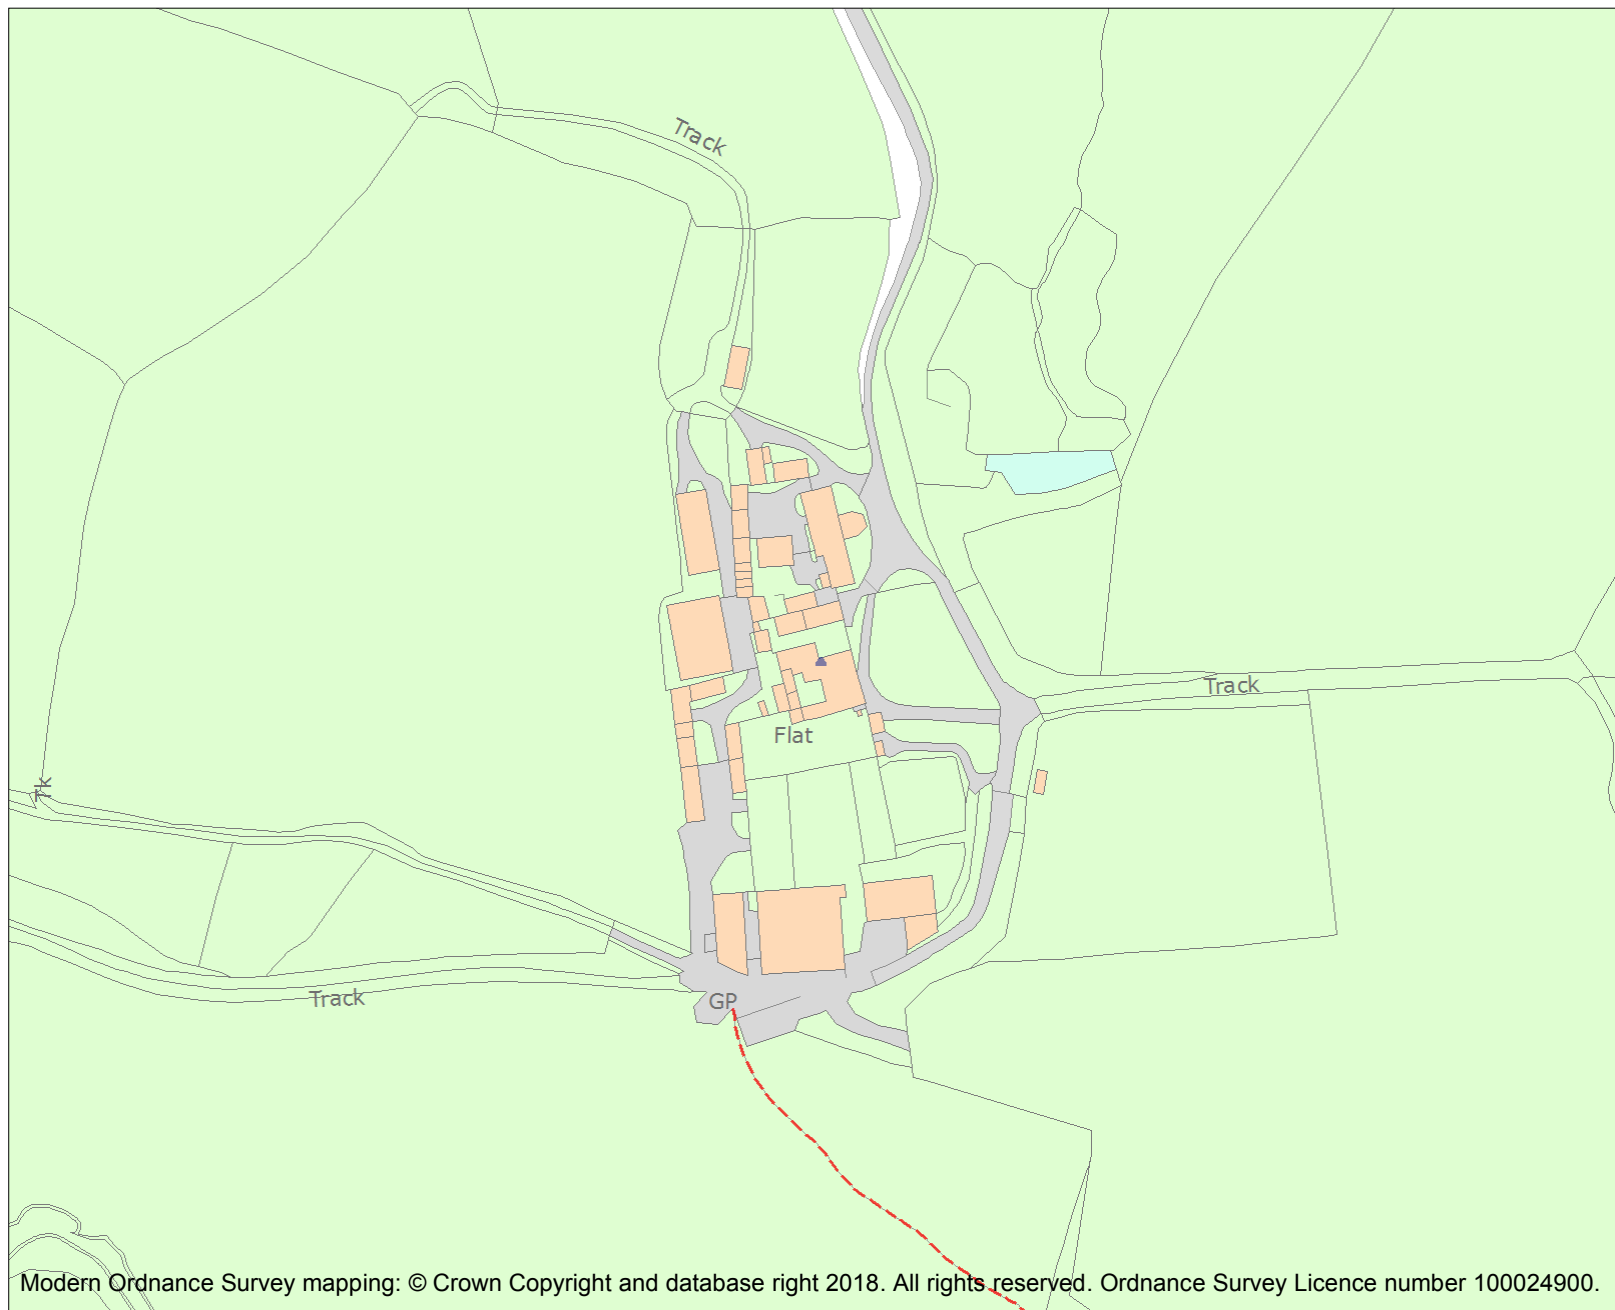 Track
Track
Flat
Tk
Track
GP
Modern Ordnance Survey mapping: © Crown Copyright and database right 2018. All rights reserved. Ordnance Survey Licence number 100024900.